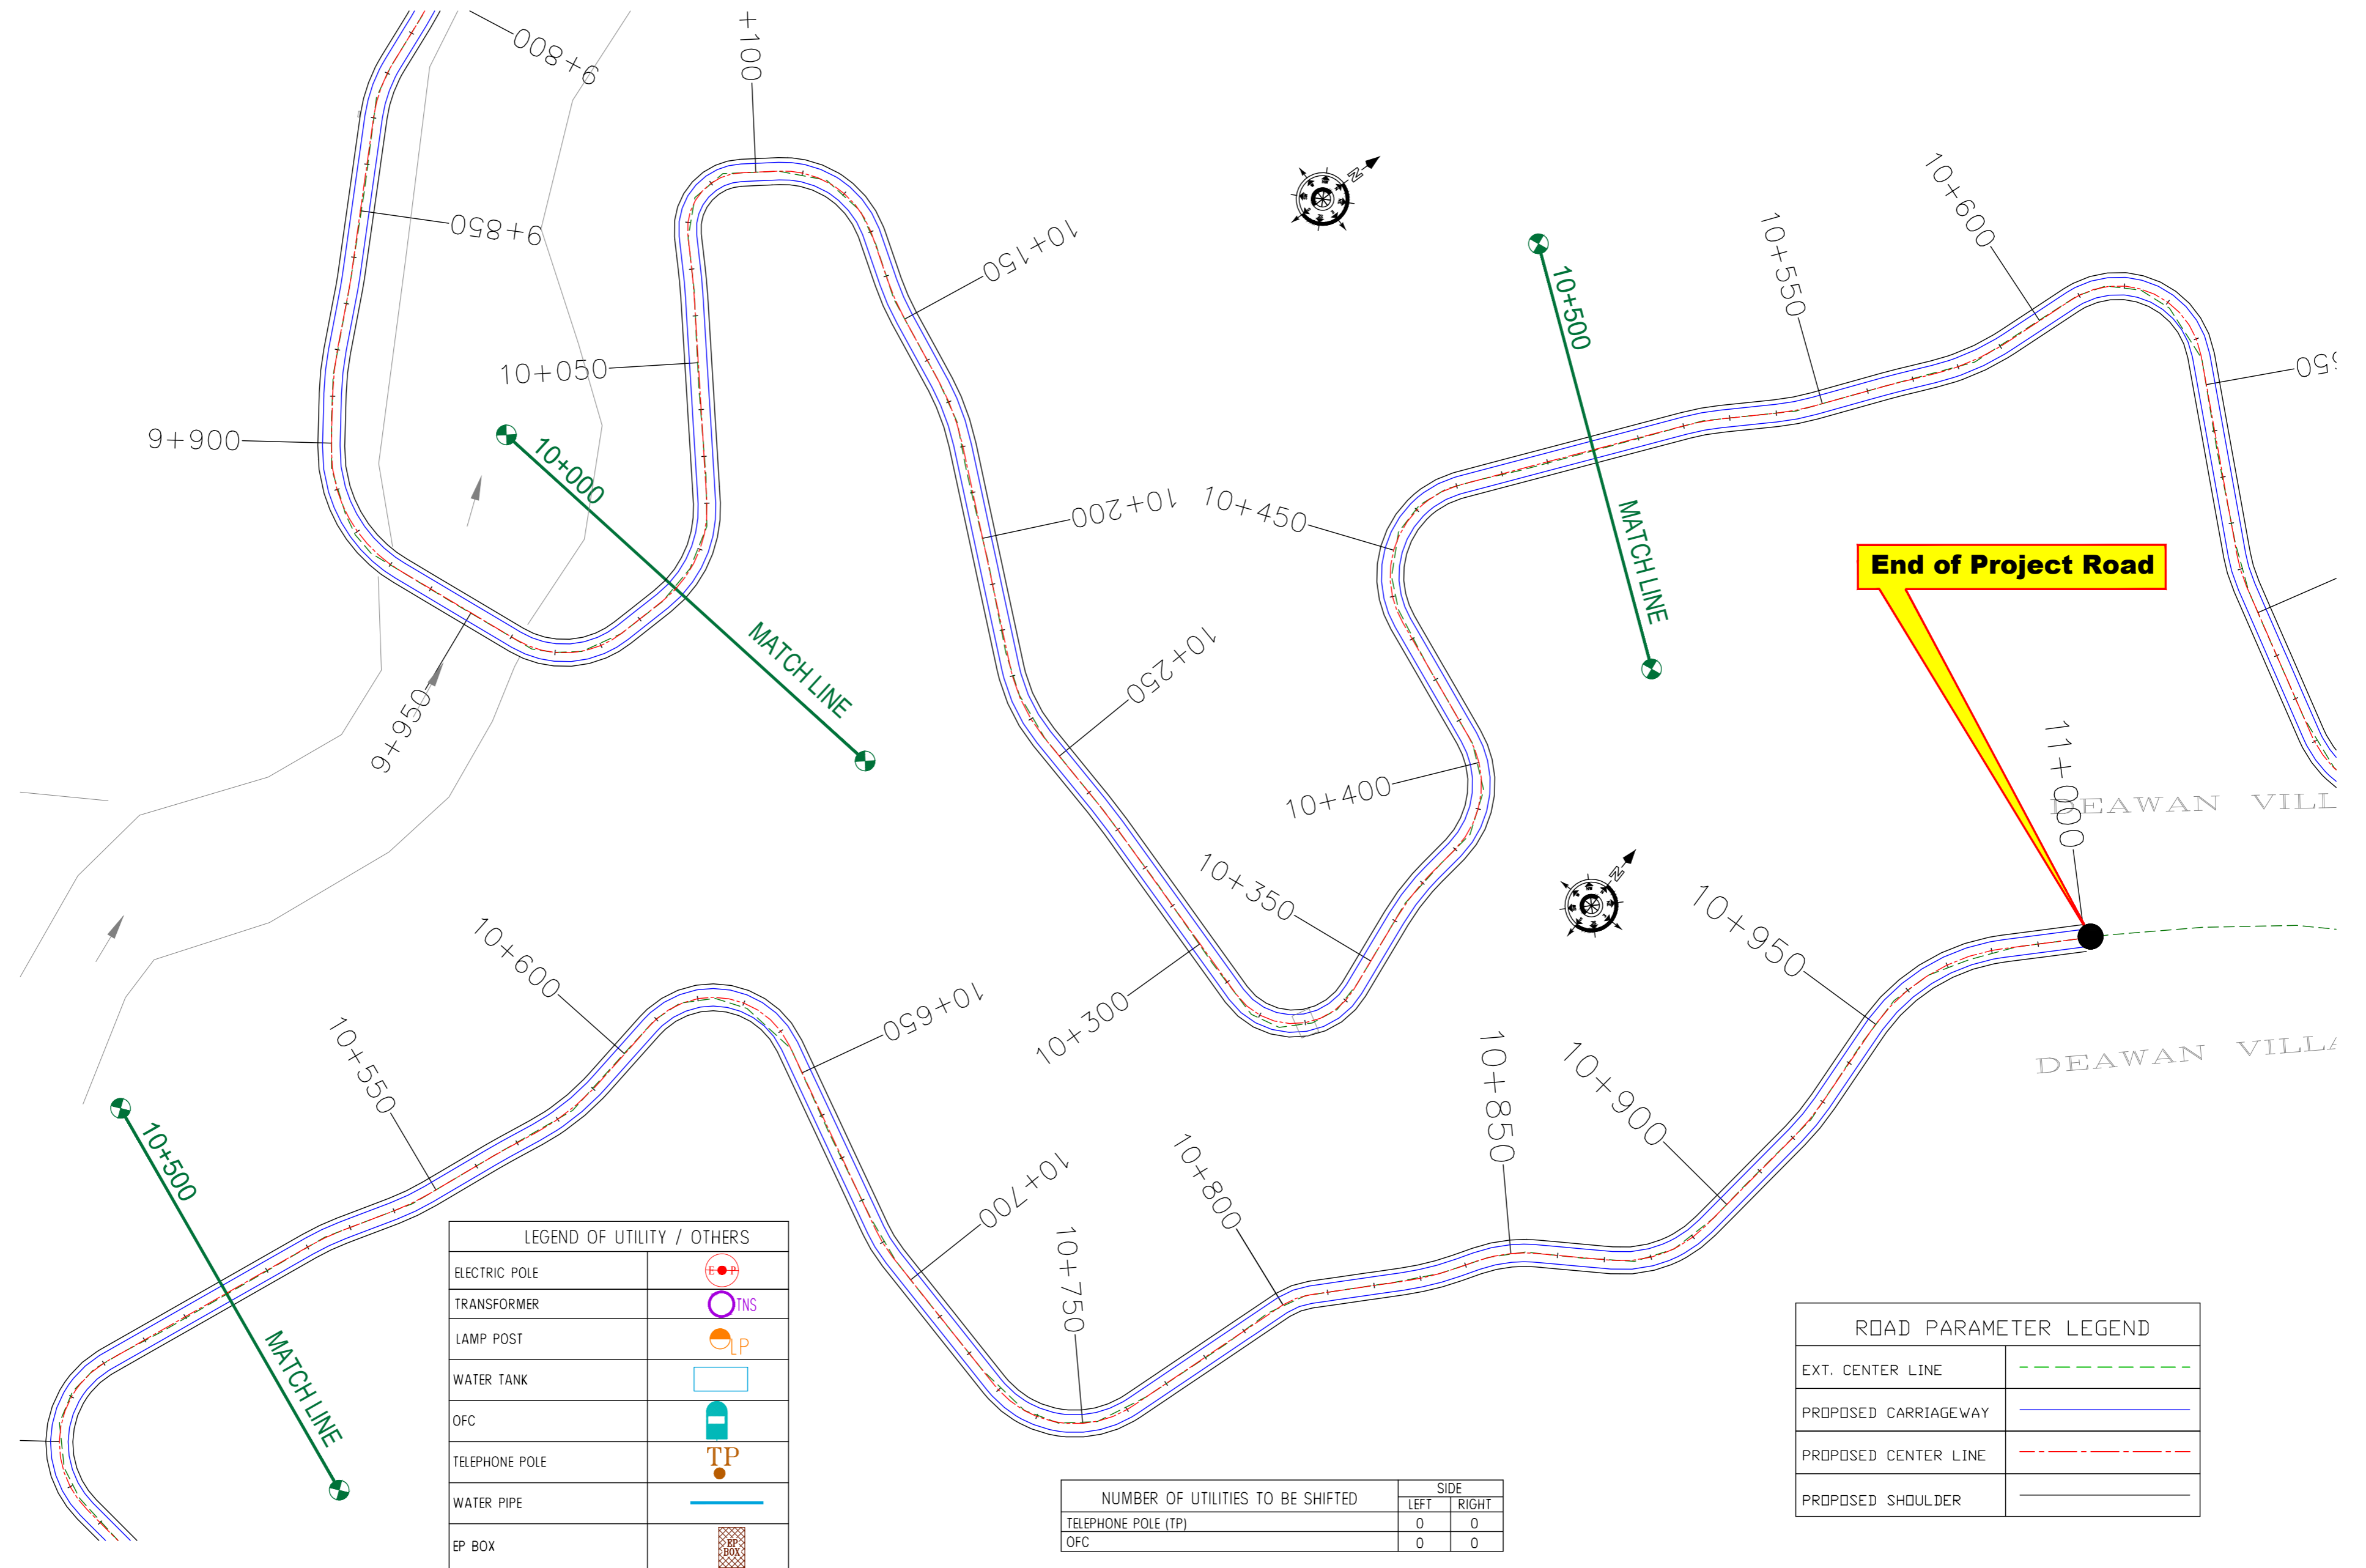 9+800
+100
N
10+600
10+150
10+550
9+850
10+500
10+050
9+900
10+000
MATCH LINE
10+200
10+450
MATCH LINE
End of Project Road
10+250
9+950
11+000
10+400
DEAWAN VILL
10+350
N
10+950
10+600
10+300
10+650
10+550
10+850
10+900
DEAWAN VILLA
10+500
MATCH LINE
10+700
10+800
10+750
LEGEND OF UTILITY / OTHERS
ELECTRIC POLE E P
TRANSFORMER TNS
LAMP POST LP
WATER TANK
OFC
TELEPHONE POLE TP
WATER PIPE
EP BOX EP BOX
NUMBER OF UTILITIES TO BE SHIFTED SIDE
LEFT RIGHT
TELEPHONE POLE (TP) 0 0
OFC 0 0
ROAD PARAMETER LEGEND
EXT. CENTER LINE
PROPOSED CARRIAGEWAY
PROPOSED CENTER LINE
PROPOSED SHOULDER